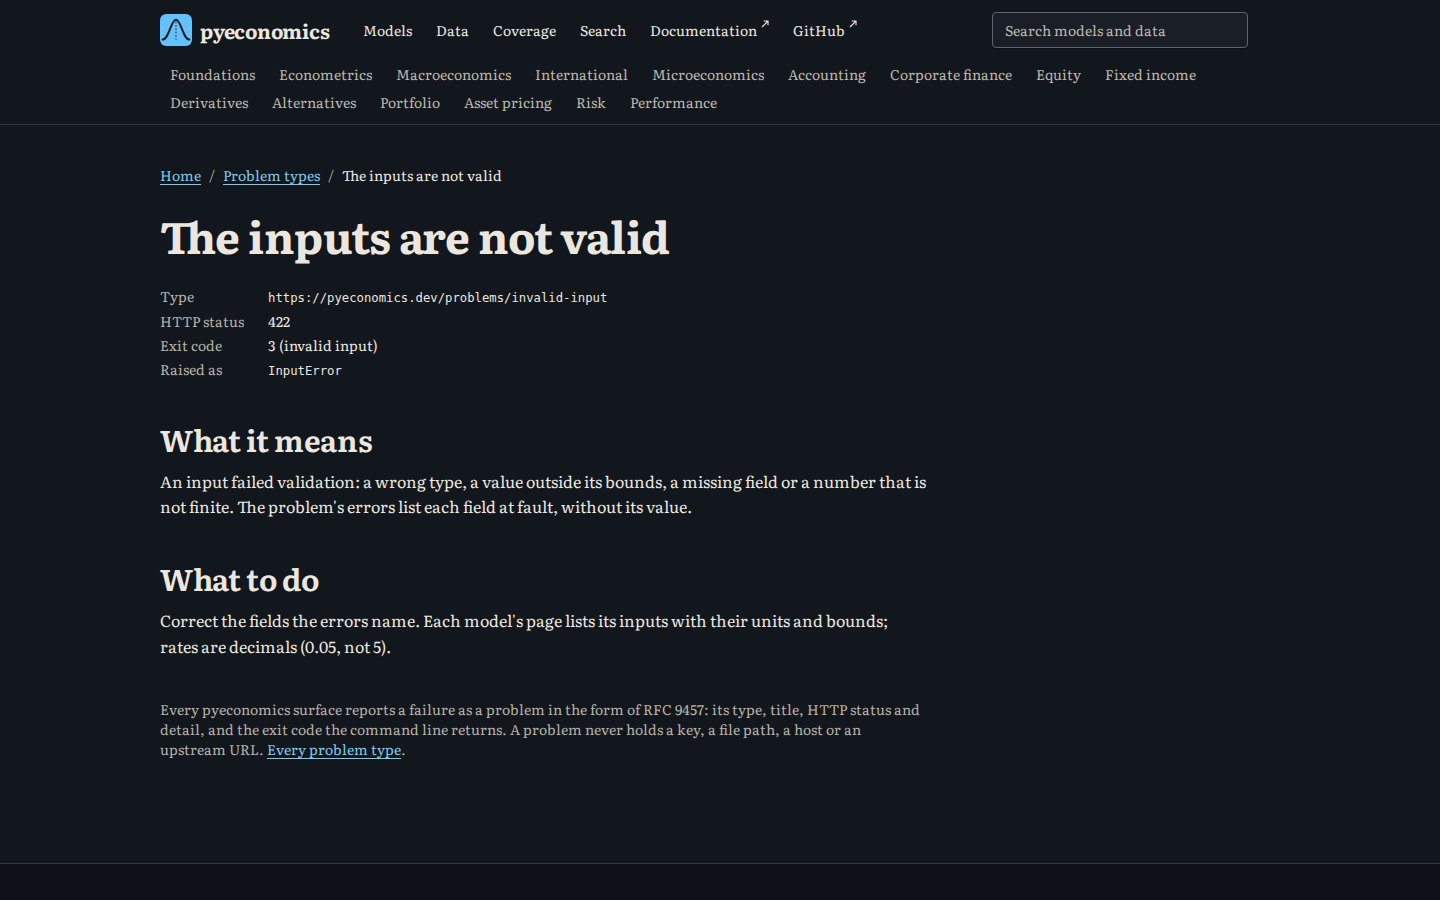 pyeconomics Models Data Coverage Search Documentation GitHub Search models and data
Foundations Econometrics Macroeconomics International Microeconomics Accounting Corporate finance Equity Fixed income
Derivatives Alternatives Portfolio Asset pricing Risk Performance
Home / Problem types / The inputs are not valid
The inputs are not valid
Type https://pyeconomics.dev/problems/invalid-input
HTTP status 422
Exit code 3 (invalid input)
Raised as InputError
What it means
An input failed validation: a wrong type, a value outside its bounds, a missing field or a number that is
not finite. The problem's errors list each field at fault, without its value.
What to do
Correct the fields the errors name. Each model's page lists its inputs with their units and bounds;
rates are decimals (0.05, not 5).
Every pyeconomics surface reports a failure as a problem in the form of RFC 9457: its type, title, HTTP status and
detail, and the exit code the command line returns. A problem never holds a key, a file path, a host or an
upstream URL. Every problem type.